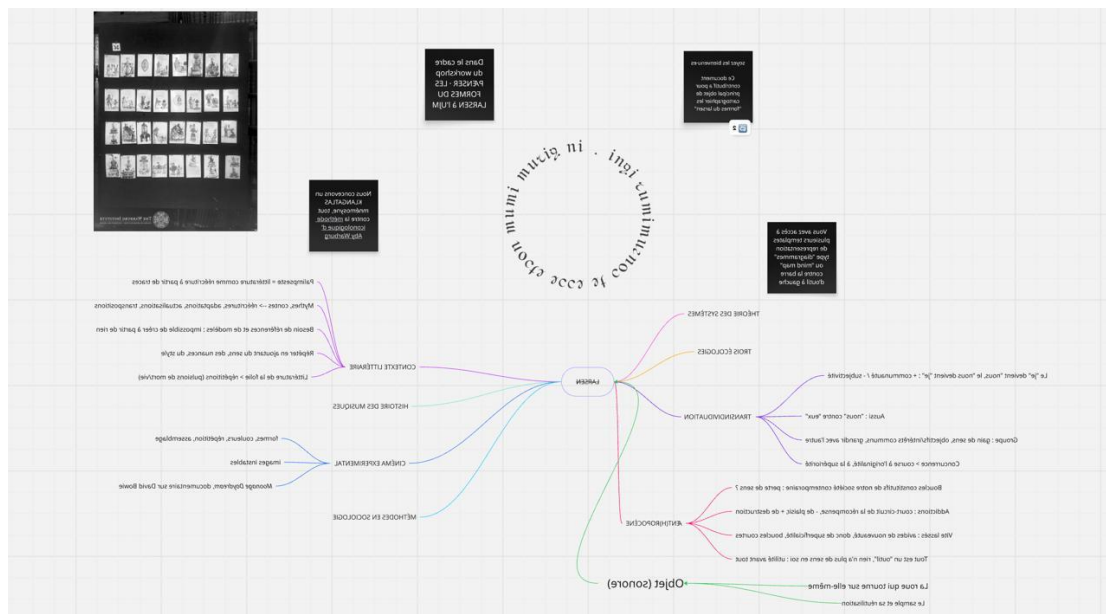 soyez les bienvenu·es
Ce document
contributif a pour
principal objet de
cartographier les
"formes du larsen"
2
Dans le cadre
du workshop
PÆNSER · LES
FORMES DU
LARSEN à l'UJM
Nous concevons un
KLANGATLAS
mnémosyne, tout
contre la méthode
iconologique d'
Aby Warburg
in girum imus nocte ecce et consumimur igni .
Vous avez accès à
plusieurs templates
de représentation
type "diagrammes"
ou "mind map"
contre la barre
d'outil à gauche
LARSEN
THÉORIE DES SYSTÈMES
TROIS ÉCOLOGIES
TRANSINDIVIDUATION
Le "je" devient "nous, le "nous devient "je" : + communauté / - subjectivité
Aussi : "nous" contre "eux"
Groupe : gain de sens, objectifs/intérêts communs, grandir avec l'autre
Concurrence > course à l'originalité, à la supériorité
ÆNTH(R)OPOCÈNE
Boucles constitutifs de notre société contemporaine : perte de sens ?
Addictions : court-circuit de la récompense, - de plaisir, + de destruction
Vite lassés : avides de nouveauté, donc de superficialité, boucles courtes
Tout est un "outil", rien n'a plus de sens en soi : utilité avant tout
Objet (sonore)
La roue qui tourne sur elle-même
Le sample et sa réutilisation
CONTEXTE LITTÉRAIRE
Palimpseste + littérature comme réécriture à partir de traces
Mythes, contes --> réécritures, adaptations, actualisations, transpositions
Besoin de références et de modèles : impossible de créer à partir de rien
Répéter en ajoutant du sens, des nuances, du style
Littérature de la folie > répétitions (pulsions de mort/vie)
HISTOIRE DES MUSIQUES
CINÉMA EXPÉRIMENTAL
formes, couleurs, répétition, assemblage
images instables
Moonage Daydream, documentaire sur David Bowie
MÉTHODES EN SOCIOLOGIE